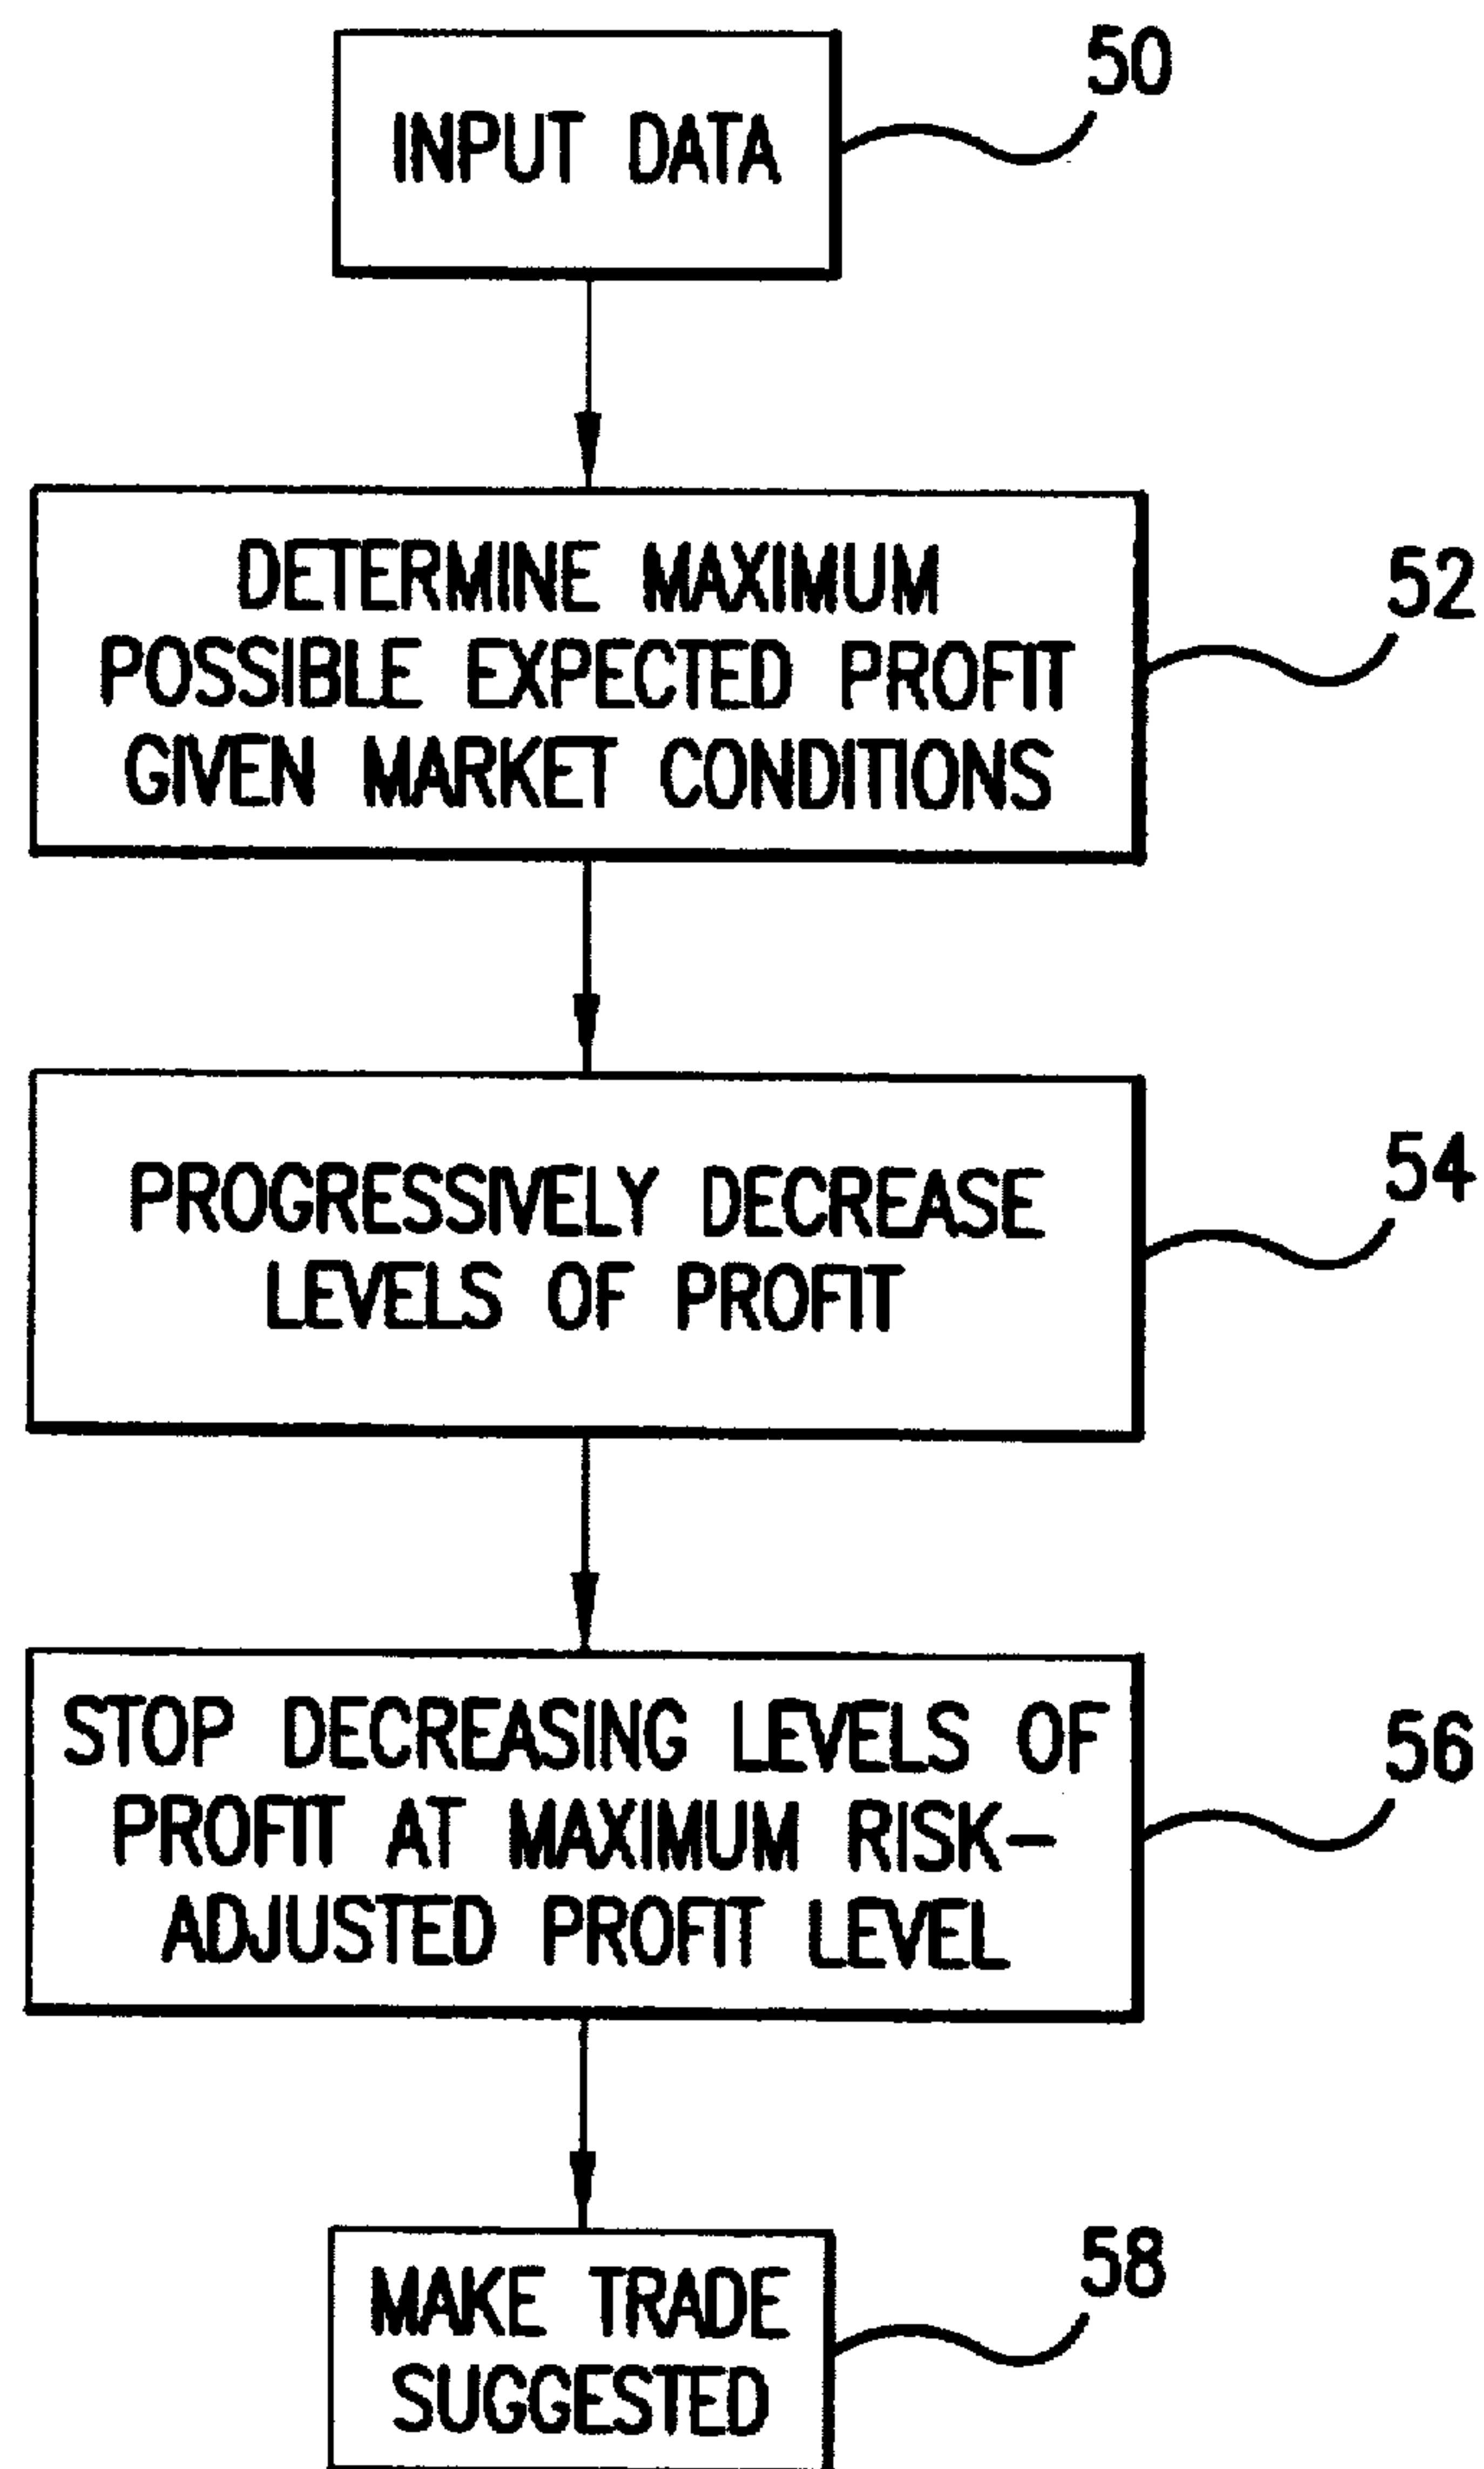 50
INPUT DATA
DETERMINE MAXIMUM
POSSIBLE EXPECTED PROFIT
GIVEN MARKET CONDITIONS
52
PROGRESSIVELY DECREASE
LEVELS OF PROFIT
54
STOP DECREASING LEVELS OF
PROFIT AT MAXIMUM RISK-
ADJUSTED PROFIT LEVEL
56
MAKE TRADE
SUGGESTED
58